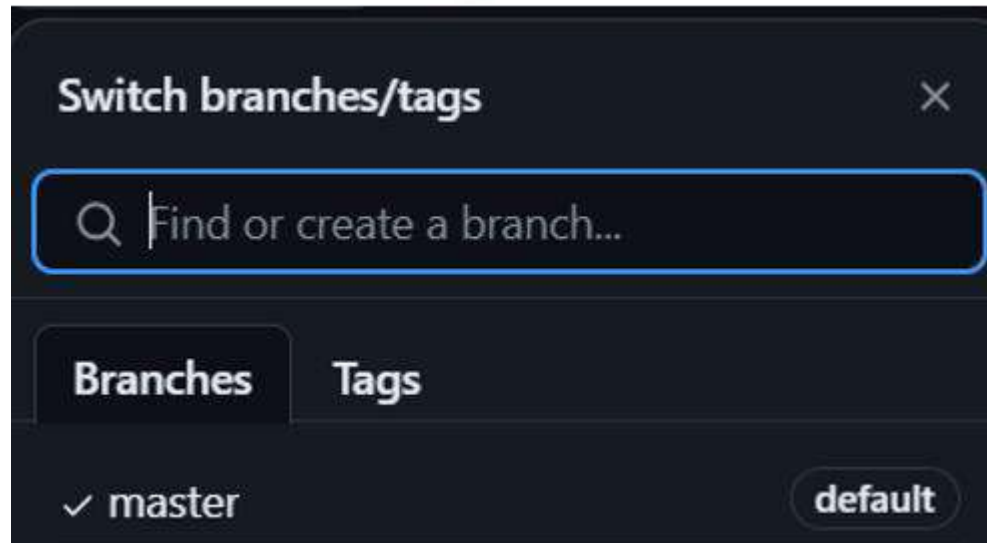 Switch branches/tags
Find or create a branch...
Branches Tags
master default